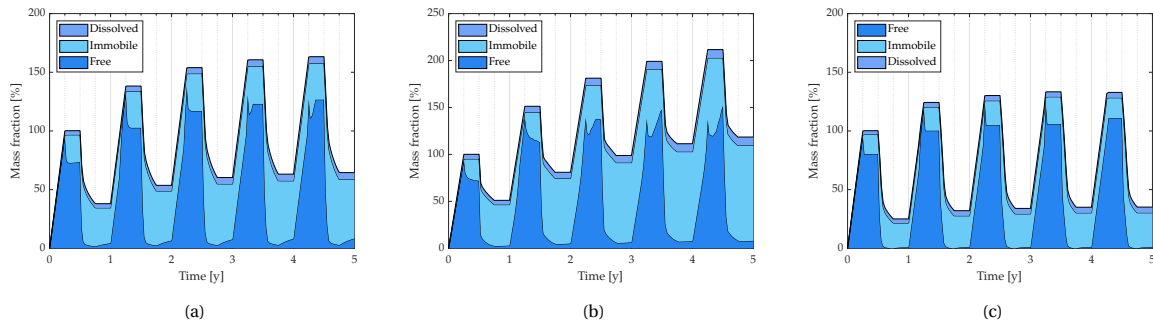 200
150
100
50
0
Mass fraction [%]
Dissolved
Immobile
Free
0 1 2 3 4 5
Time [y]
(a)
250
200
150
100
50
0
Mass fraction [%]
Dissolved
Immobile
Free
0 1 2 3 4 5
Time [y]
(b)
200
150
100
50
0
Mass fraction [%]
Free
Immobile
Dissolved
0 1 2 3 4 5
Time [y]
(c)